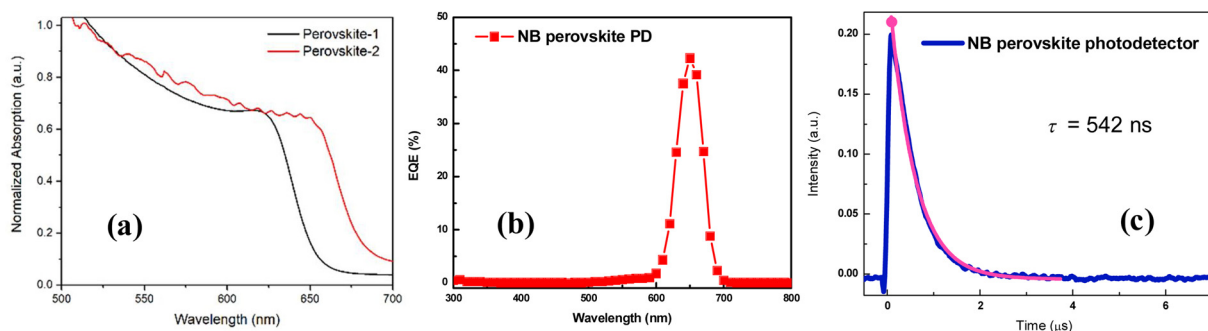 1.0
0.8
0.6
0.4
0.2
0.0
Normalized Absorption (a.u.)
Perovskite-1
Perovskite-2
(a)
500
550
600
650
700
Wavelength (nm)
50
40
30
20
10
0
EQE (%)
NB perovskite PD
(b)
300
400
500
600
700
800
Wavelength (nm)
0.20
0.15
0.10
0.05
0.00
Intensity (a.u.)
NB perovskite photodetector
τ = 542 ns
(c)
0
2
4
6
Time (μs)